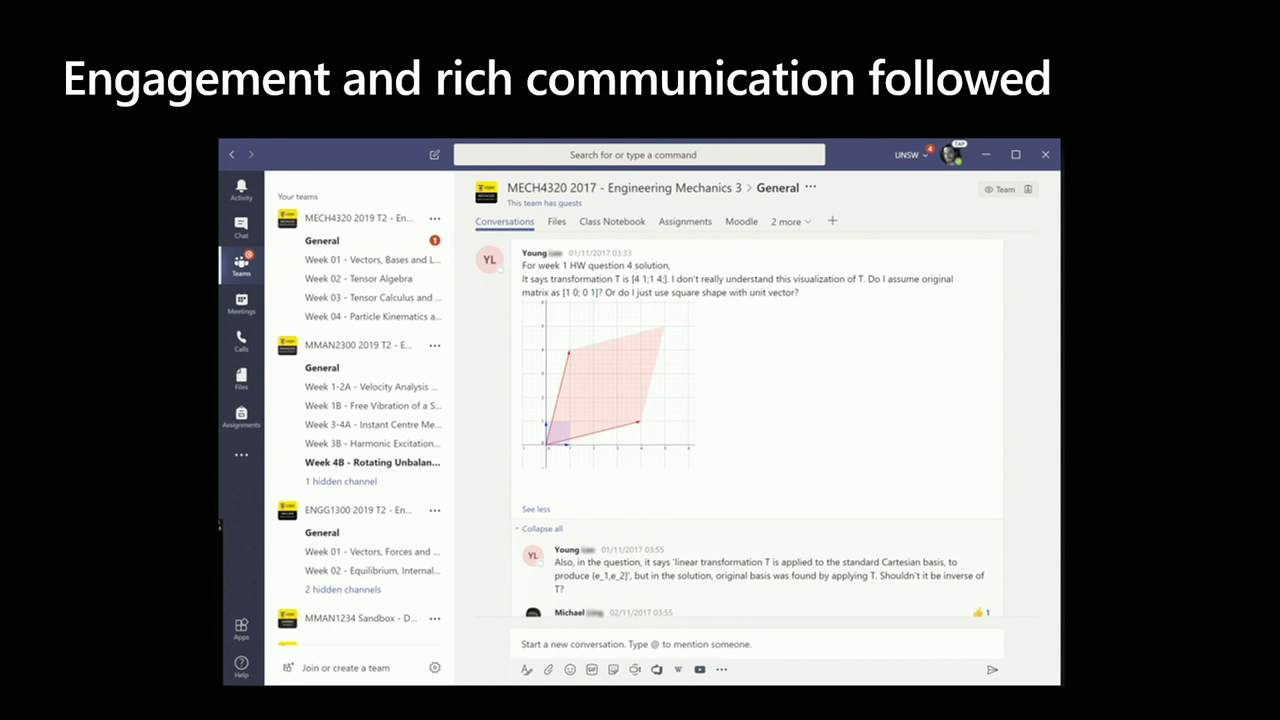 Engagement and rich communication followed
Search for or type a command
UNSW
4
TAP
Activity
Chat
Teams
Meetings
Calls
Files
Assignments
Apps
Help
Your teams
MECH4320 2019 T2 - En...
General
1
Week 01 - Vectors, Bases and L...
Week 02 - Tensor Algebra
Week 03 - Tensor Calculus and ...
Week 04 - Particle Kinematics a...
MMAN2300 2019 T2 - E...
General
Week 1-2A - Velocity Analysis ...
Week 1B - Free Vibration of a S...
Week 3-4A - Instant Centre Me...
Week 3B - Harmonic Excitation...
Week 4B - Rotating Unbalan...
1 hidden channel
ENGG1300 2019 T2 - En...
General
Week 01 - Vectors, Forces and ...
Week 02 - Equilibrium, Internal...
2 hidden channels
MMAN1234 Sandbox - D...
Join or create a team
MECH4320 2017 - Engineering Mechanics 3 > General ...
This team has guests
Team
Conversations Files Class Notebook Assignments Moodle 2 more
YL
Young 01/11/2017 03:33
For week 1 HW question 4 solution,
It says transformation T is [4 1;1 4;]. I don't really understand this visualization of T. Do I assume original
matrix as [1 0; 0 1]? Or do I just use square shape with unit vector?
See less
Collapse all
YL
Young 01/11/2017 03:55
Also, in the question, it says 'linear transformation T is applied to the standard Cartesian basis, to
produce {e_1,e_2}', but in the solution, original basis was found by applying T. Shouldn't it be inverse of
T?
Michael 02/11/2017 03:55
1
Start a new conversation. Type @ to mention someone.
GIF